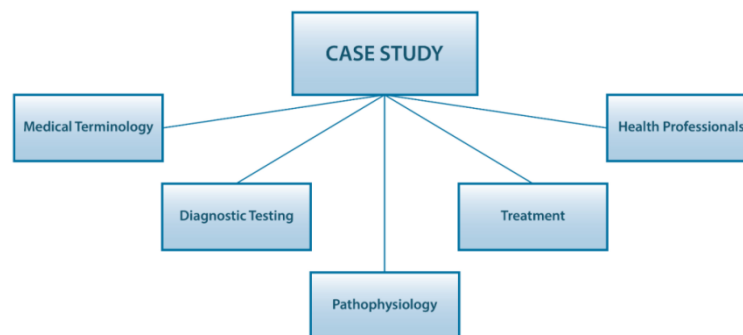 CASE STUDY
Medical Terminology
Health Professionals
Diagnostic Testing
Treatment
Pathophysiology